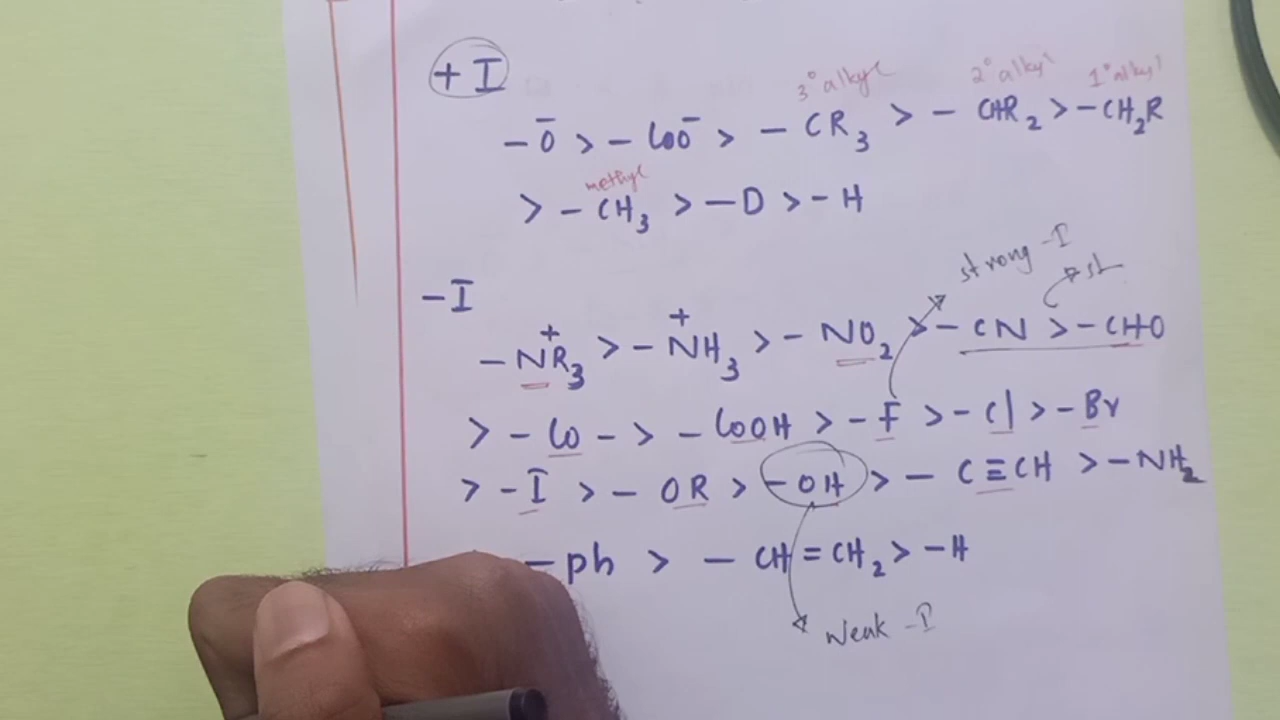 +I
3° alkyl 2° alkyl 1° alkyl
-O⁻ > -COO⁻ > -CR₃ > -CHR₂ > -CH₂R
methyl
> -CH₃ > -D > -H
strong -I
-I
-N⁺R₃ > -N⁺H₃ > -NO₂ > -CN > -CHO
> -CO- > -COOH > -F > -Cl > -Br
> -I > -OR > -OH > -C≡CH > -NH₂
-ph > -CH=CH₂ > -H
Weak -I